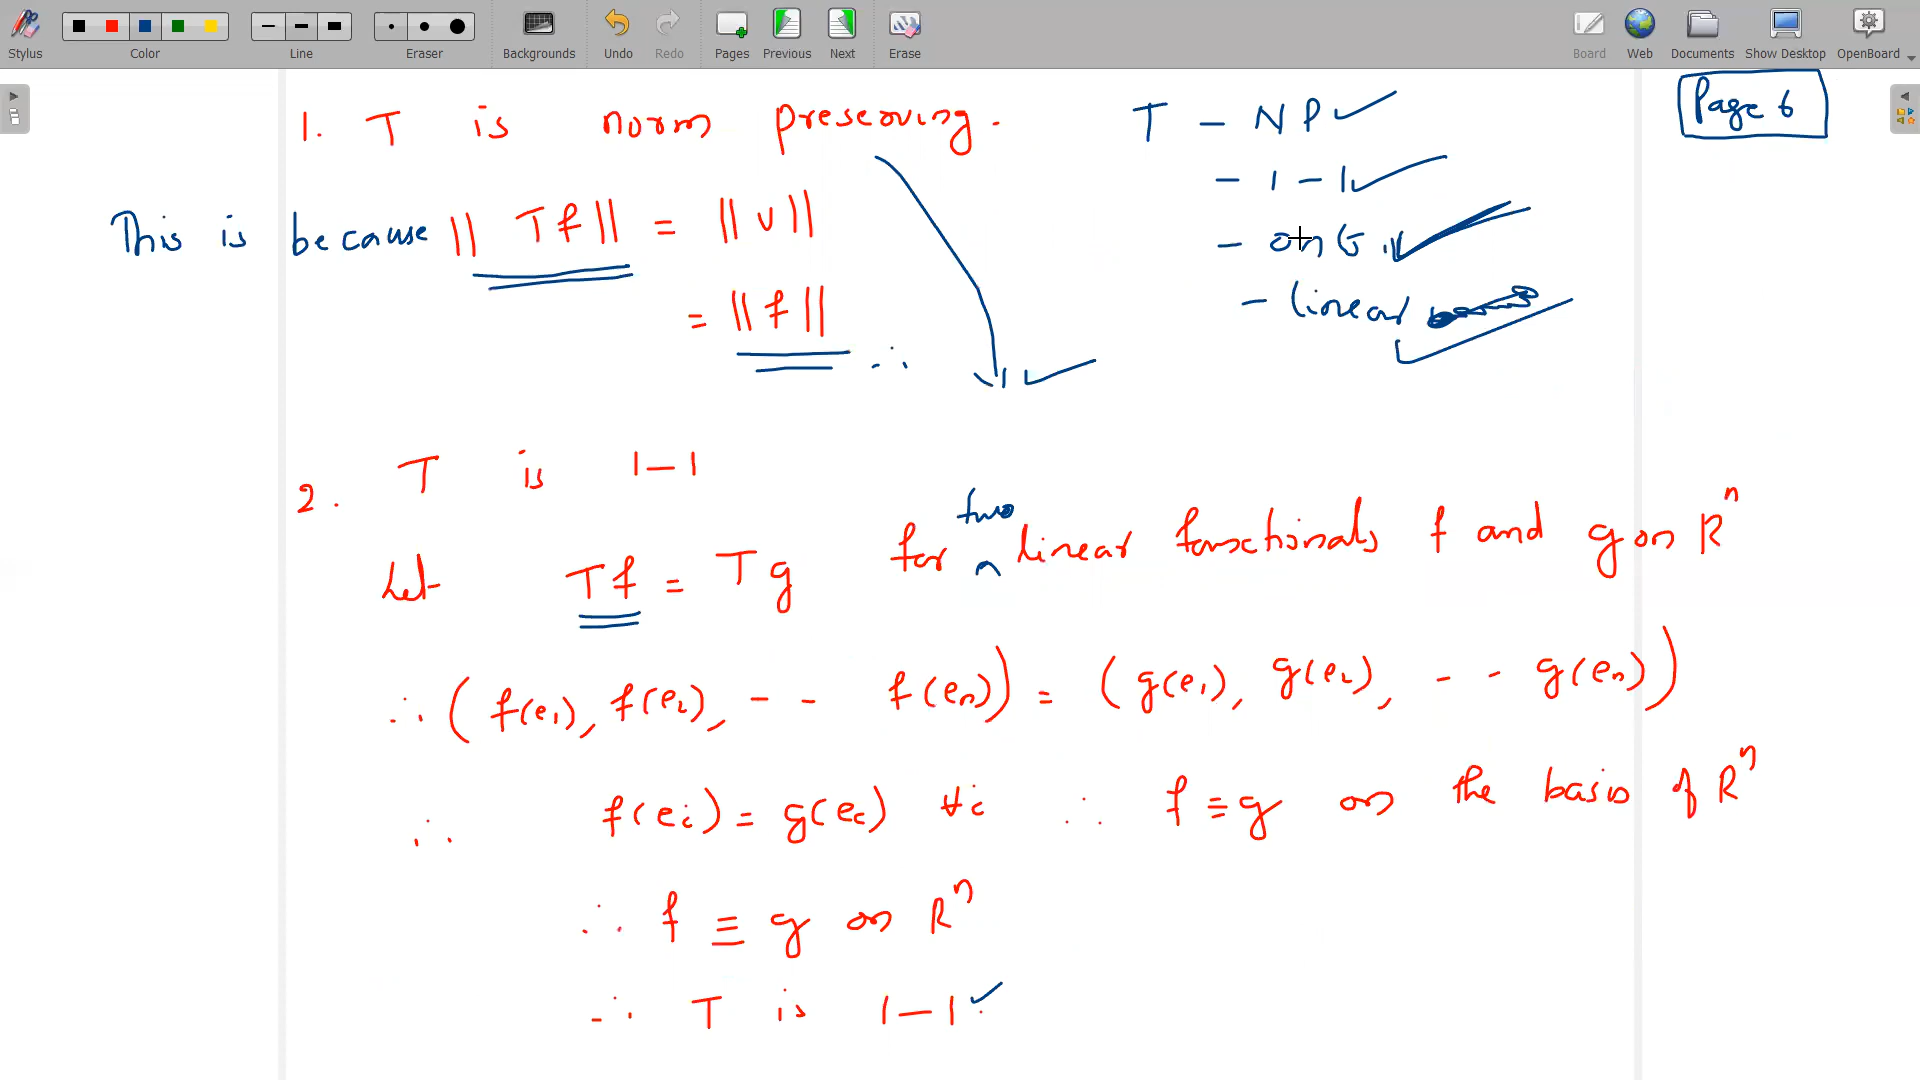 Stylus Color Line Eraser Backgrounds Undo Redo Pages Previous Next Erase Board Web Documents Show Desktop OpenBoard
Page 6
1. T is norm preserving.
T - NP ✓
- 1-1 ✓
- onto ✓
- linear ✓
This is because || Tf || = || v ||
= || f ||
∴ 1 ✓
2. T is 1-1
Let Tf = Tg for two linear functionals f and g on R^n
∴ (f(e₁), f(e₂), - - f(eₙ)) = (g(e₁), g(e₂), - - g(eₙ))
∴ f(eᵢ) = g(eᵢ) ∀i ∴ f ≡ g on the basis of R^n
∴ f ≡ g on R^n
∴ T is 1-1 ✓.